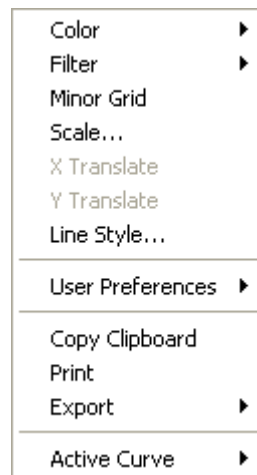 Color
Filter
Minor Grid
Scale...
X Translate
Y Translate
Line Style...
User Preferences
Copy Clipboard
Print
Export
Active Curve